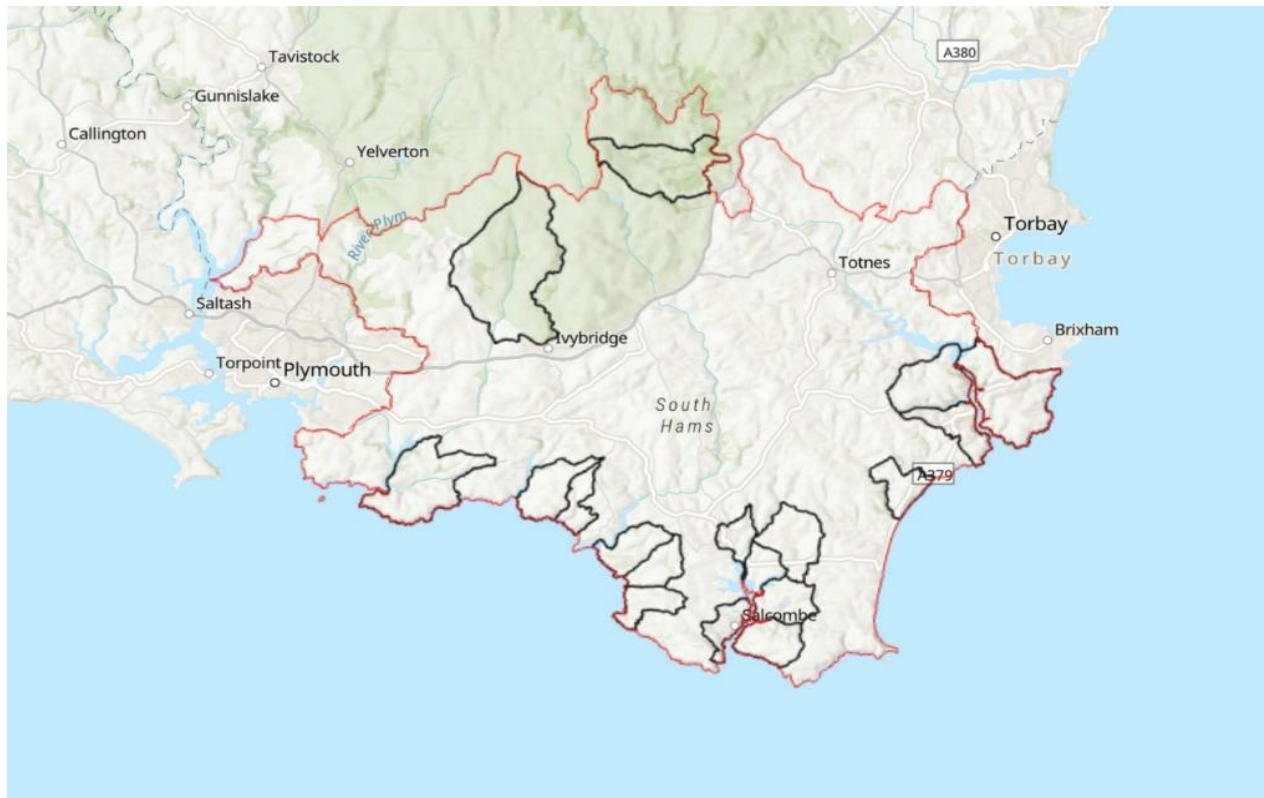 A380
Tavistock
Gunnislake
Callington
Yelverton
River Plym
Torbay
Torbay
Totnes
Saltash
Brixham
Ivybridge
Torpoint
Plymouth
South
Hams
A379
Salcombe